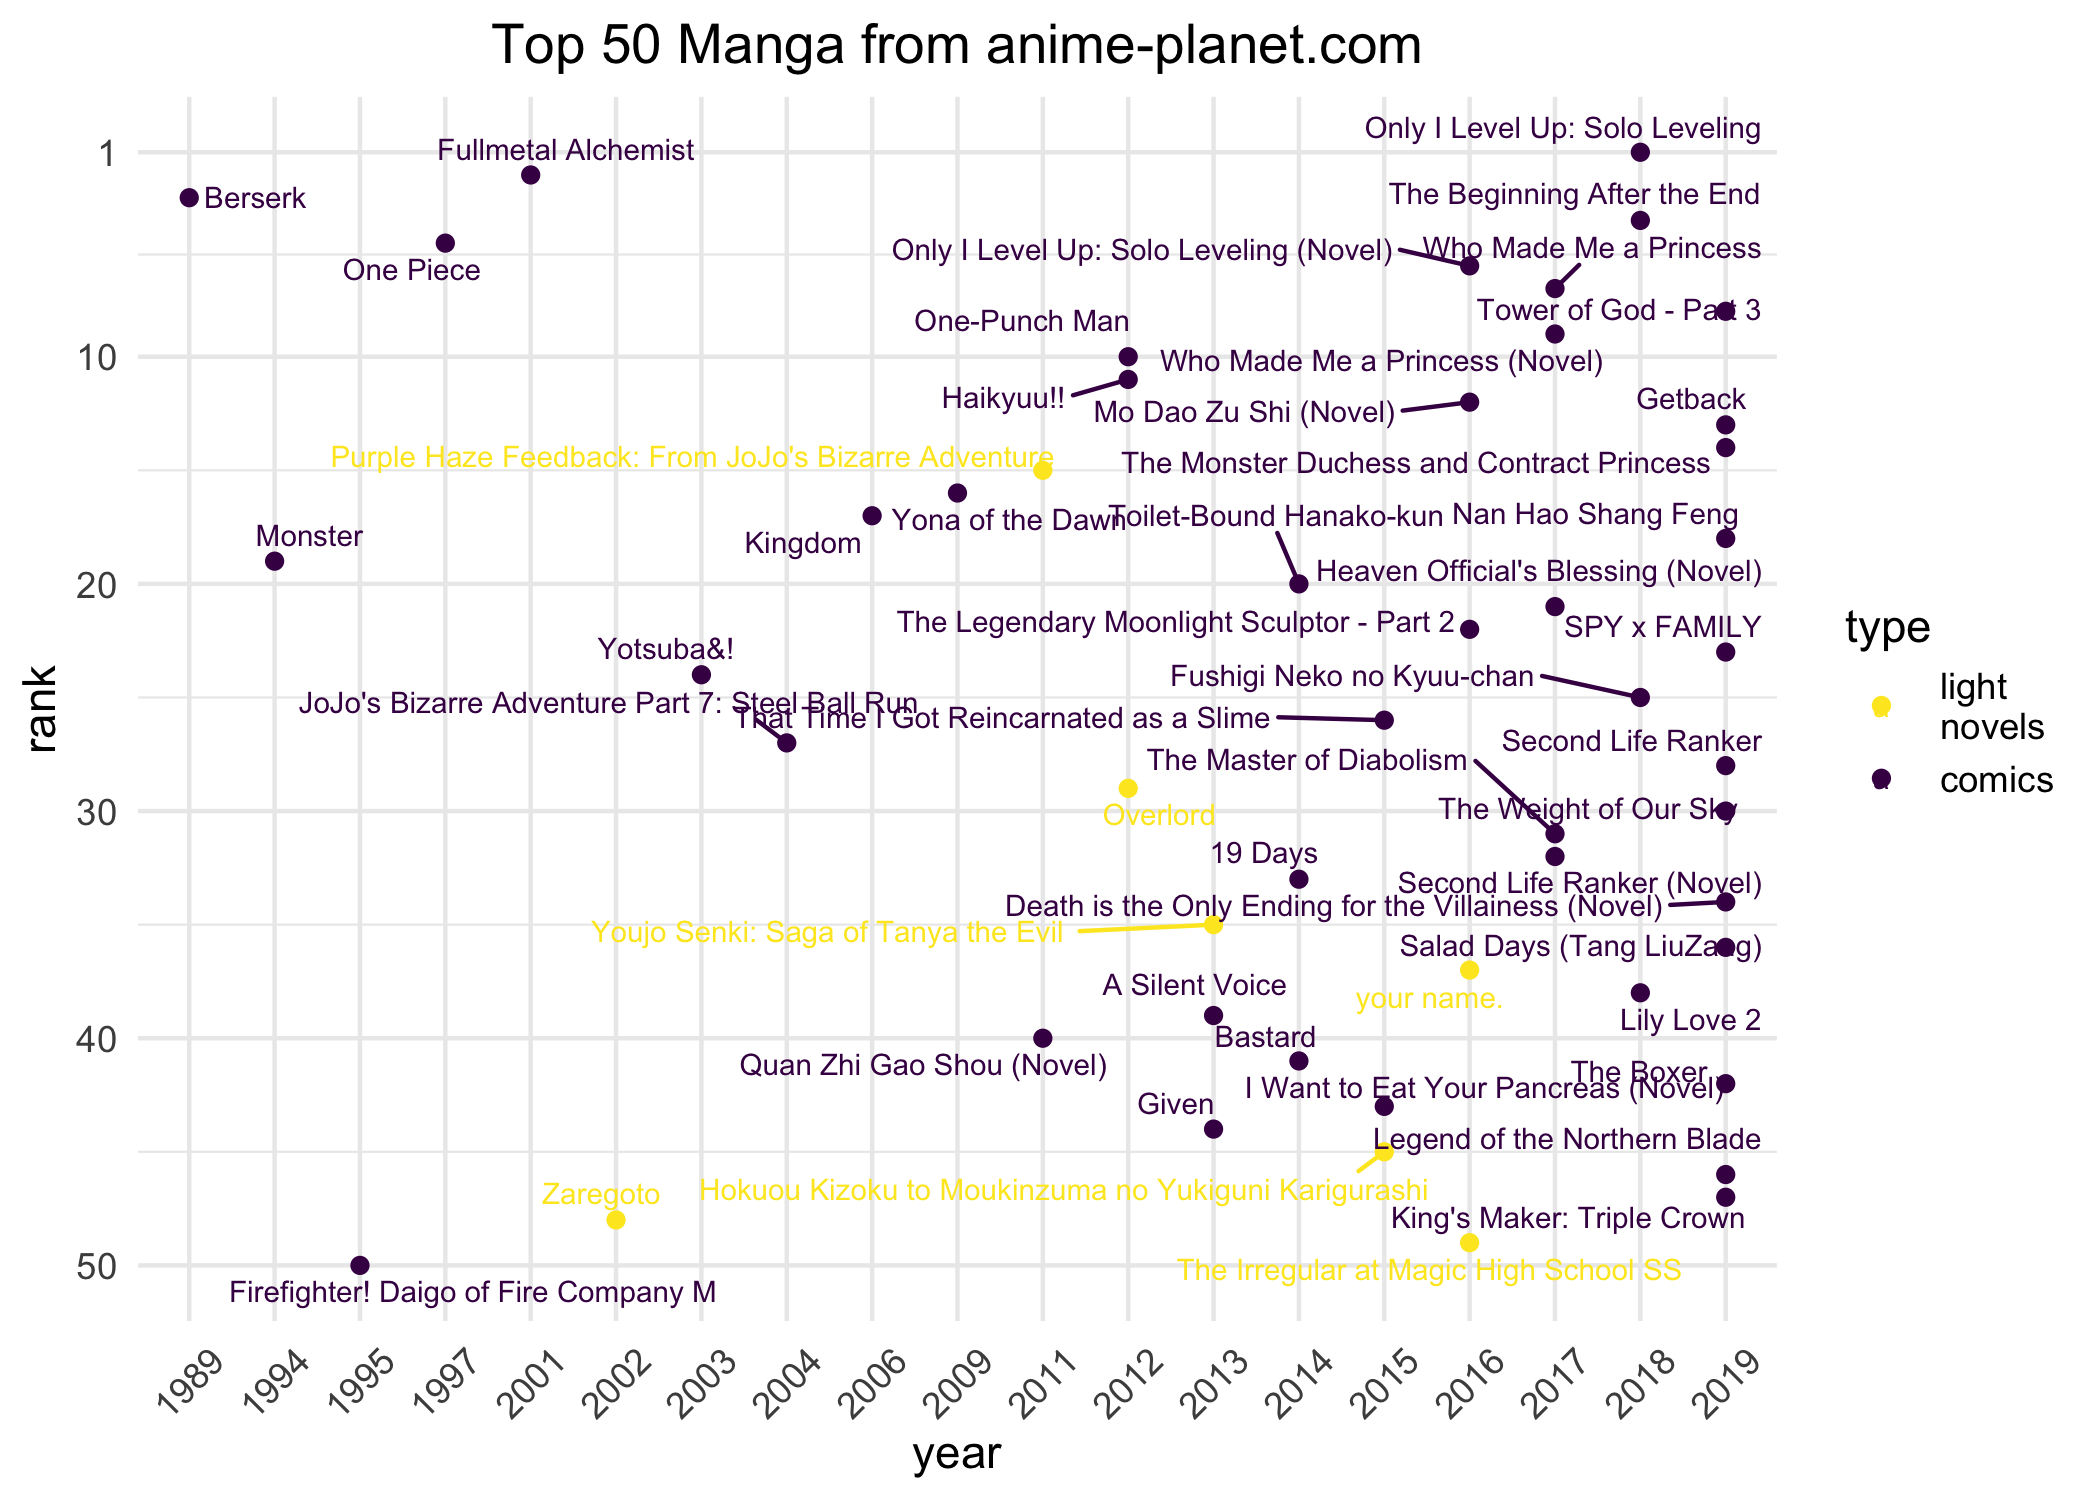 Top 50 Manga from anime-planet.com
Only I Level Up: Solo Leveling
1
Fullmetal Alchemist
The Beginning After the End
Berserk
Who Made Me a Princess
Only I Level Up: Solo Leveling (Novel)
One Piece
Tower of God - Part 3
One-Punch Man
10
Who Made Me a Princess (Novel)
Haikyuu!!
Getback
Mo Dao Zu Shi (Novel)
Purple Haze Feedback: From JoJo's Bizarre Adventure
The Monster Duchess and Contract Princess
Yona of the Dawn
Toilet-Bound Hanako-kun
Nan Hao Shang Feng
Monster
Kingdom
20
Heaven Official's Blessing (Novel)
The Legendary Moonlight Sculptor - Part 2
SPY x FAMILY
Yotsuba&!
Fushigi Neko no Kyuu-chan
JoJo's Bizarre Adventure Part 7: Steel Ball Run
That Time I Got Reincarnated as a Slime
Second Life Ranker
The Master of Diabolism
30
The Weight of Our Sky
Overlord
19 Days
Second Life Ranker (Novel)
Death is the Only Ending for the Villainess (Novel)
Youjo Senki: Saga of Tanya the Evil
Salad Days (Tang LiuZang)
A Silent Voice
your name.
Lily Love 2
40
Bastard
Quan Zhi Gao Shou (Novel)
The Boxer
I Want to Eat Your Pancreas (Novel)
Given
Legend of the Northern Blade
Zaregoto
Hokuou Kizoku to Moukinzuma no Yukiguni Karigurashi
King's Maker: Triple Crown
50
The Irregular at Magic High School SS
Firefighter! Daigo of Fire Company M
rank
1989
1994
1995
1997
2001
2002
2003
2004
2006
2009
2011
2012
2013
2014
2015
2016
2017
2018
2019
year
type
light
novels
comics